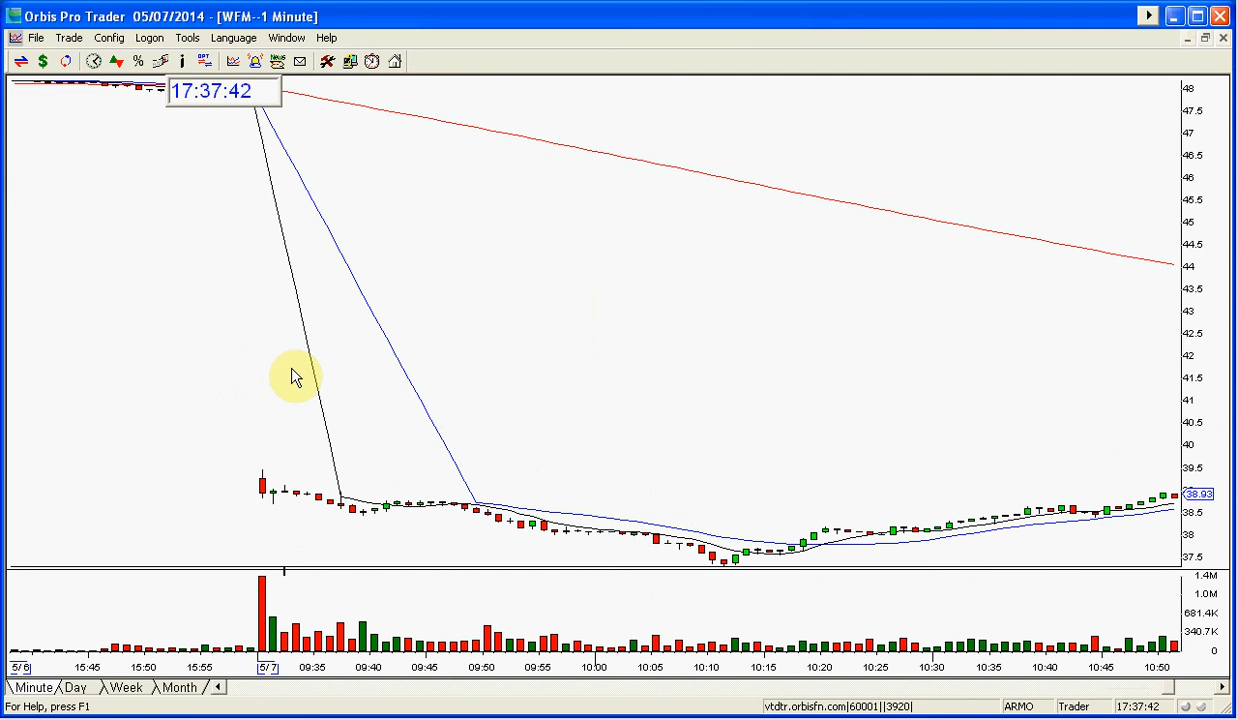 Orbis Pro Trader 05/07/2014 - [WFM--1 Minute]
File Trade Config Logon Tools Language Window Help
17:37:42
48
47.5
47
46.5
46
45.5
45
44.5
44
43.5
43
42.5
42
41.5
41
40.5
40
39.5
38.93
38.5
38
37.5
1.4M
1.0M
681.4K
340.7K
0
5/6 15:45 15:50 15:55 5/7 09:35 09:40 09:45 09:50 09:55 10:00 10:05 10:10 10:15 10:20 10:25 10:30 10:35 10:40 10:45 10:50
Minute Day Week Month
For Help, press F1 vtdtr.orbisfn.com|60001||3920| ARMO Trader 17:37:42